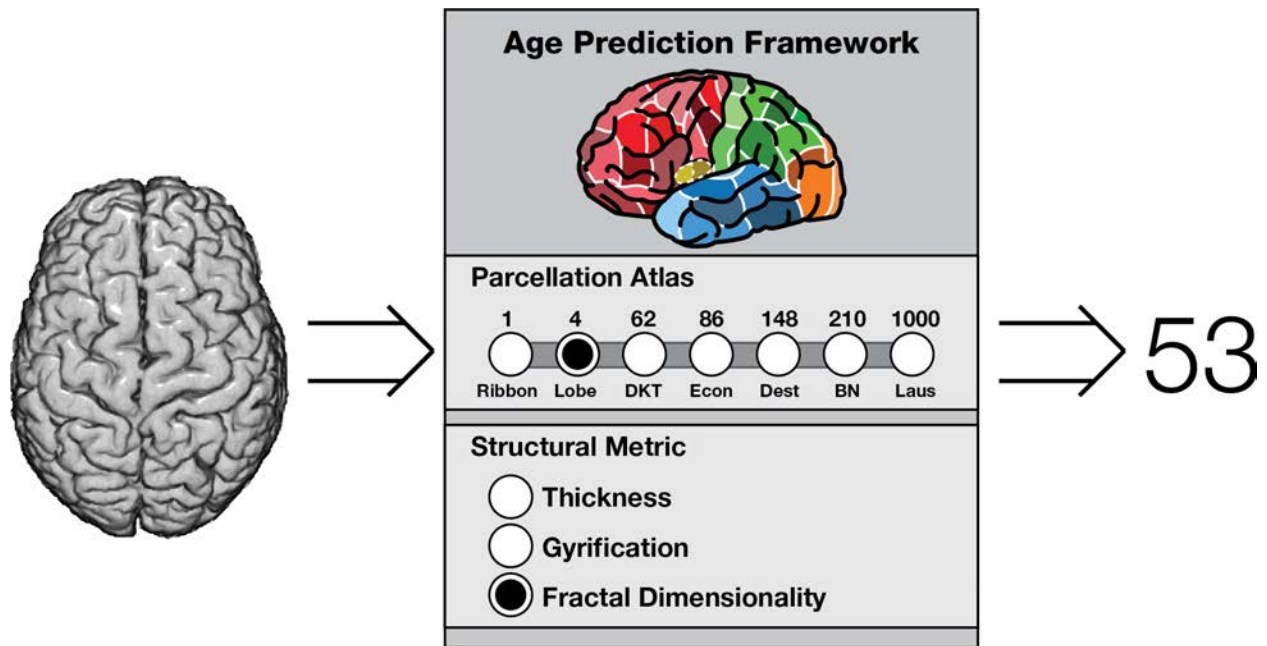 Age Prediction Framework
Parcellation Atlas
1 4 62 86 148 210 1000
Ribbon Lobe DKT Econ Dest BN Laus
53
Structural Metric
Thickness
Gyrification
Fractal Dimensionality